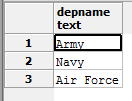 depname
text
1 Army
2 Navy
3 Air Force